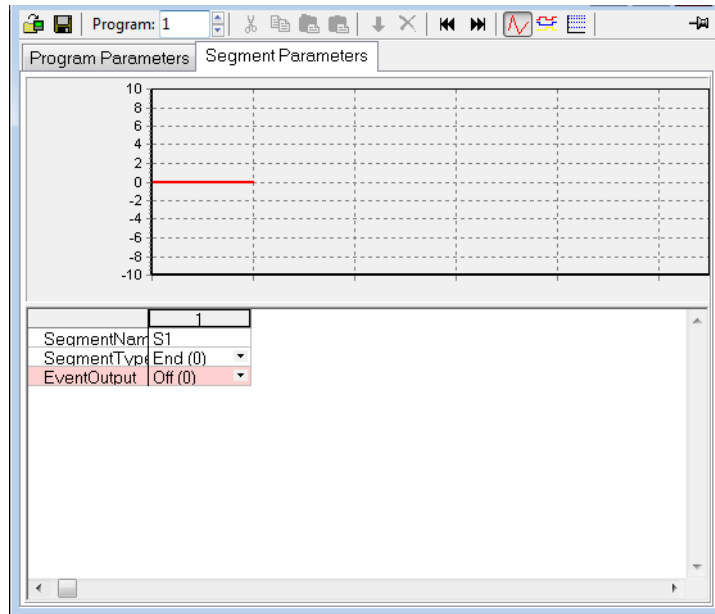 Program: 1
Program Parameters Segment Parameters
10
8
6
4
2
0
-2
-4
-6
-8
-10
1
SegmentNam S1
SegmentType End (0)
EventOutput Off (0)